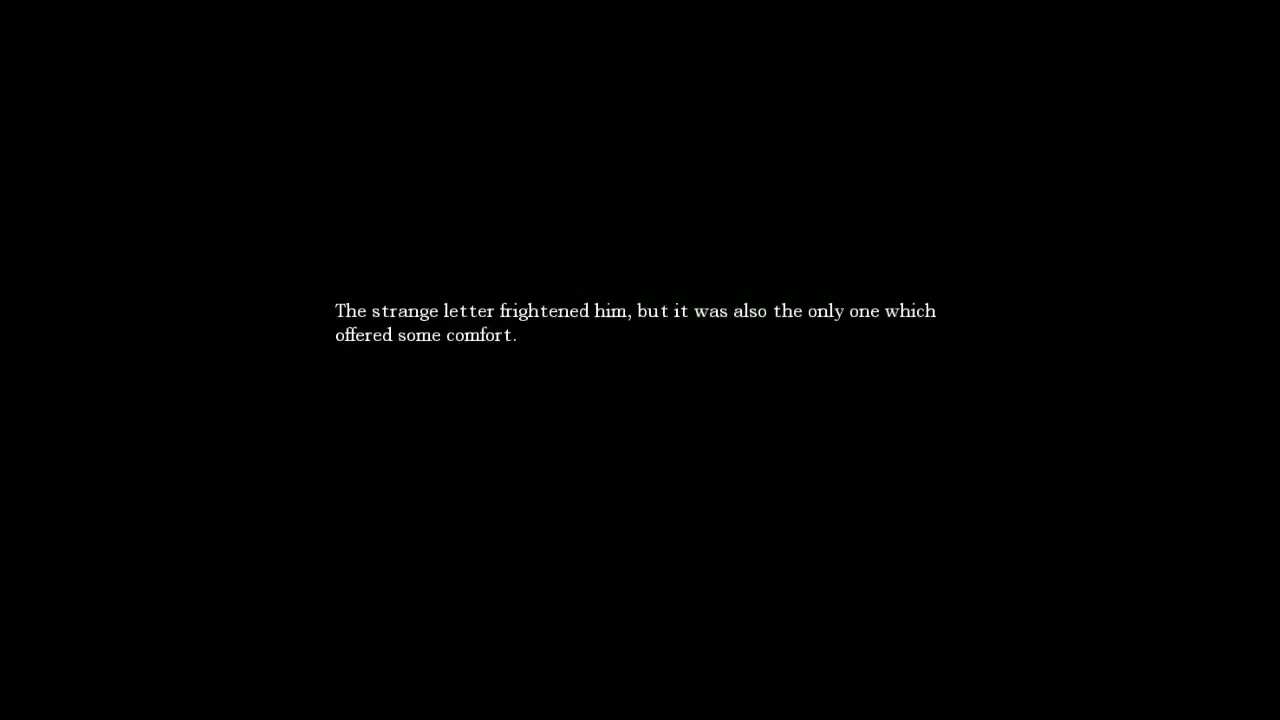 The strange letter frightened him, but it was also the only one which
offered some comfort.